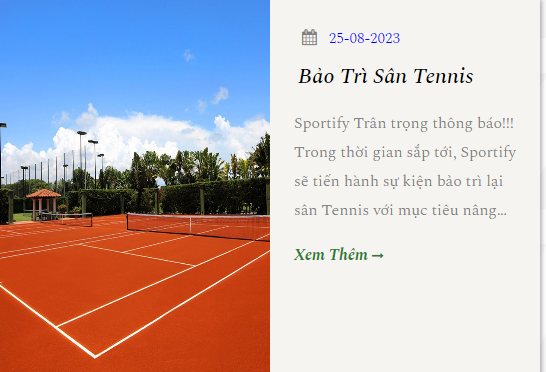 25-08-2023
Bảo Trì Sân Tennis
Sportify Trân trọng thông báo!!!
Trong thời gian sắp tới, Sportify
sẽ tiến hành sự kiện bảo trì lại
sân Tennis với mục tiêu nâng...
Xem Thêm→